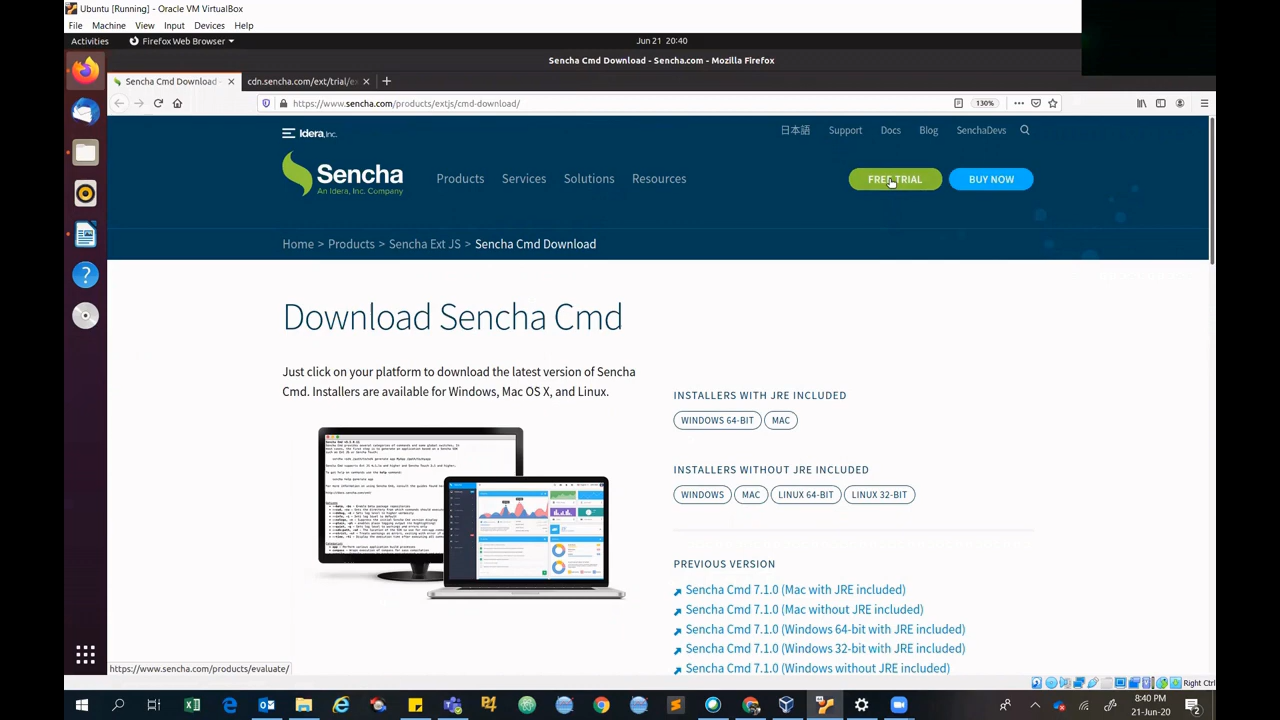 Ubuntu [Running] - Oracle VM VirtualBox
File Machine View Input Devices Help
Activities Firefox Web Browser Jun 21 20:40
Sencha Cmd Download - Sencha.com - Mozilla Firefox
Sencha Cmd Download - cdn.sencha.com/ext/trial/ex
https://www.sencha.com/products/extjs/cmd-download/ 130%
Idera, Inc. 日本語 Support Docs Blog SenchaDevs
Sencha Products Services Solutions Resources FREE TRIAL BUY NOW
An Idera, Inc. Company
Home > Products > Sencha Ext JS > Sencha Cmd Download
Download Sencha Cmd
Just click on your platform to download the latest version of Sencha
Cmd. Installers are available for Windows, Mac OS X, and Linux.
INSTALLERS WITH JRE INCLUDED
WINDOWS 64-BIT MAC
INSTALLERS WITHOUT JRE INCLUDED
WINDOWS MAC LINUX 64-BIT LINUX 32-BIT
PREVIOUS VERSION
Sencha Cmd 7.1.0 (Mac with JRE included)
Sencha Cmd 7.1.0 (Mac without JRE included)
Sencha Cmd 7.1.0 (Windows 64-bit with JRE included)
Sencha Cmd 7.1.0 (Windows 32-bit with JRE included)
Sencha Cmd 7.1.0 (Windows without JRE included)
https://www.sencha.com/products/evaluate/
Right Ctrl
8:40 PM
21-Jun-20
2